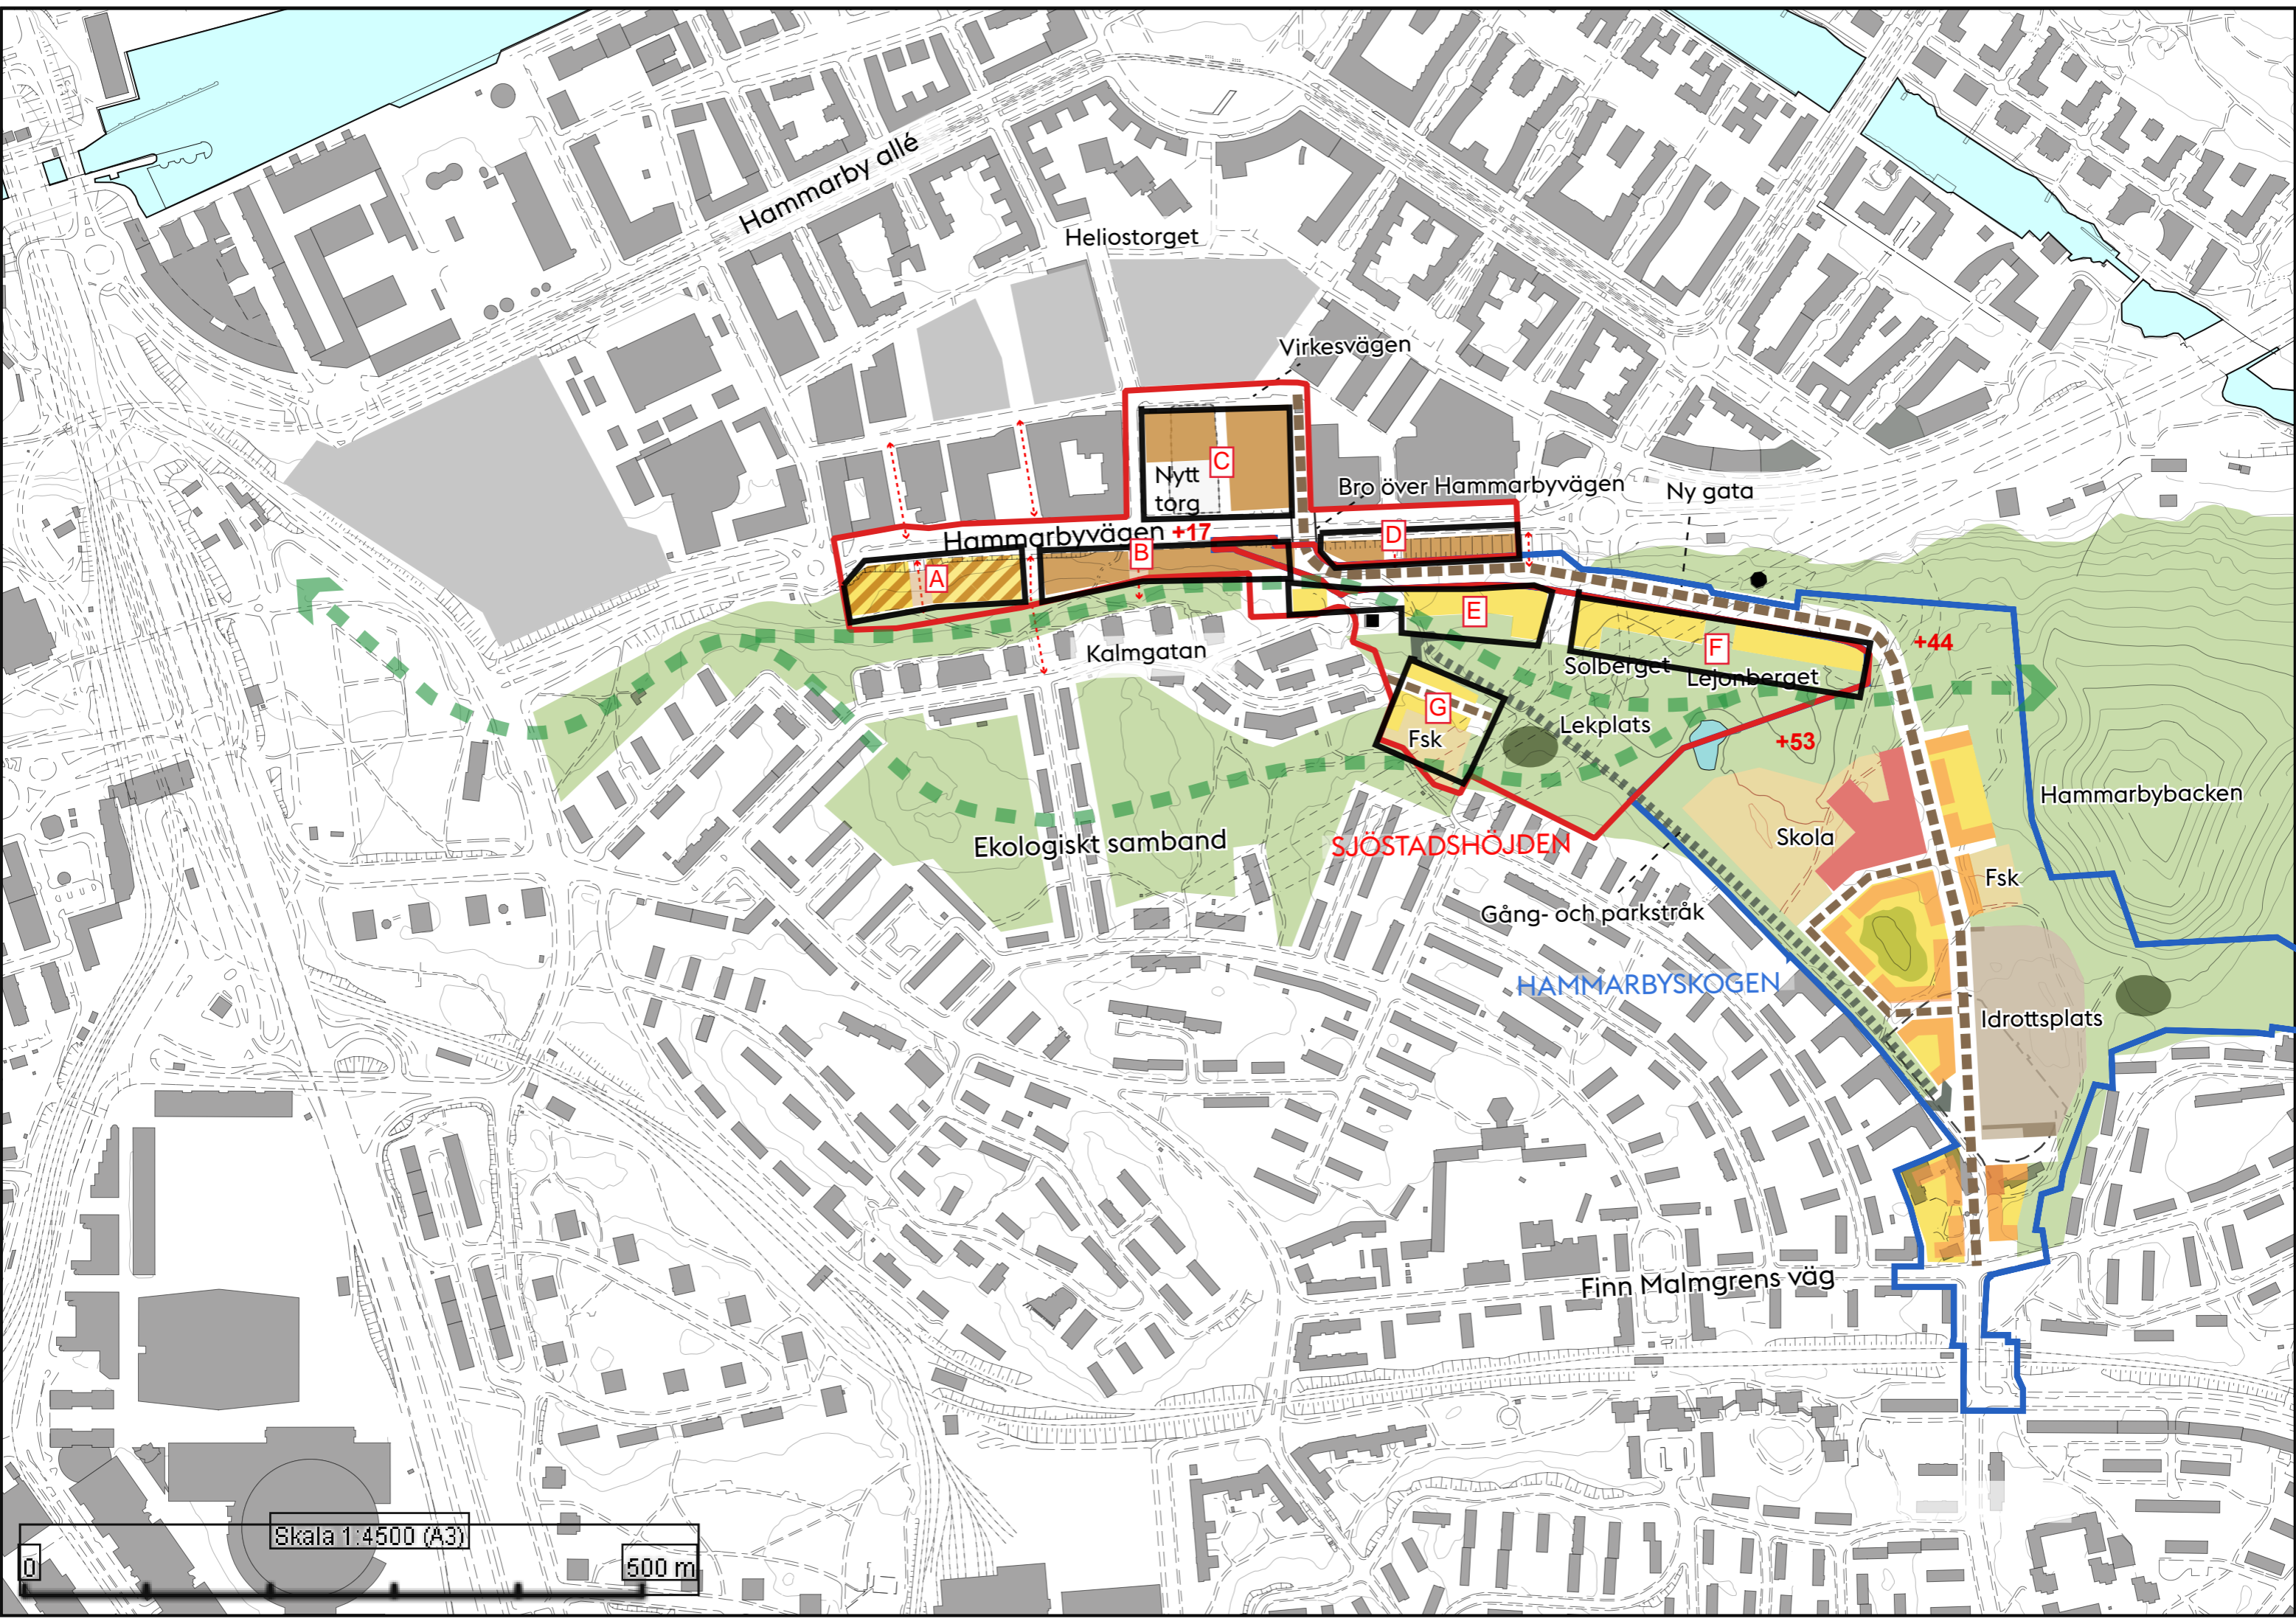 Hammarby allé
Heliostorget
Virkesvägen
C
Nytt
torg
Bro över Hammarbyvägen
Ny gata
Hammarbyvägen +17
D
B
A
E
F
+44
Kalmgatan
Solberget
Lejonberget
G
Fsk
Lekplats
+53
Hammarbybacken
Skola
Ekologiskt samband
SJÖSTADSHÖJDEN
Fsk
Gång- och parkstråk
HAMMARBYSKOGEN
Idrottsplats
Finn Malmgrens väg
Skala 1:4500 (A3)
0
500 m